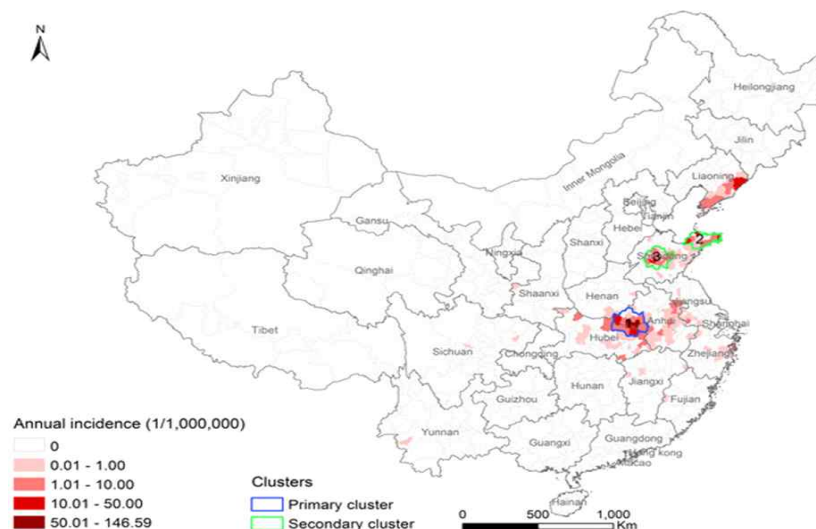 N
Heilongjiang
Jilin
Liaoning
Inner Mongolia
Xinjiang
Beijing
Tianjin
Gansu
Hebei
Ningxia
Shanxi
2
3
Qinghai
Shaanxi
Henan
Jiangsu
Tibet
Anhui
Shanghai
Hubei
Sichuan
Chongqing
Zhejiang
Hunan
Jiangxi
Guizhou
Fujian
Yunnan
Guangxi
Guangdong
Hong kong
Macao
Hainan
Annual incidence (1/1,000,000)
0
0.01 - 1.00
1.01 - 10.00
10.01 - 50.00
50.01 - 146.59
Clusters
Primary cluster
Secondary cluster
0 500 1,000
Km